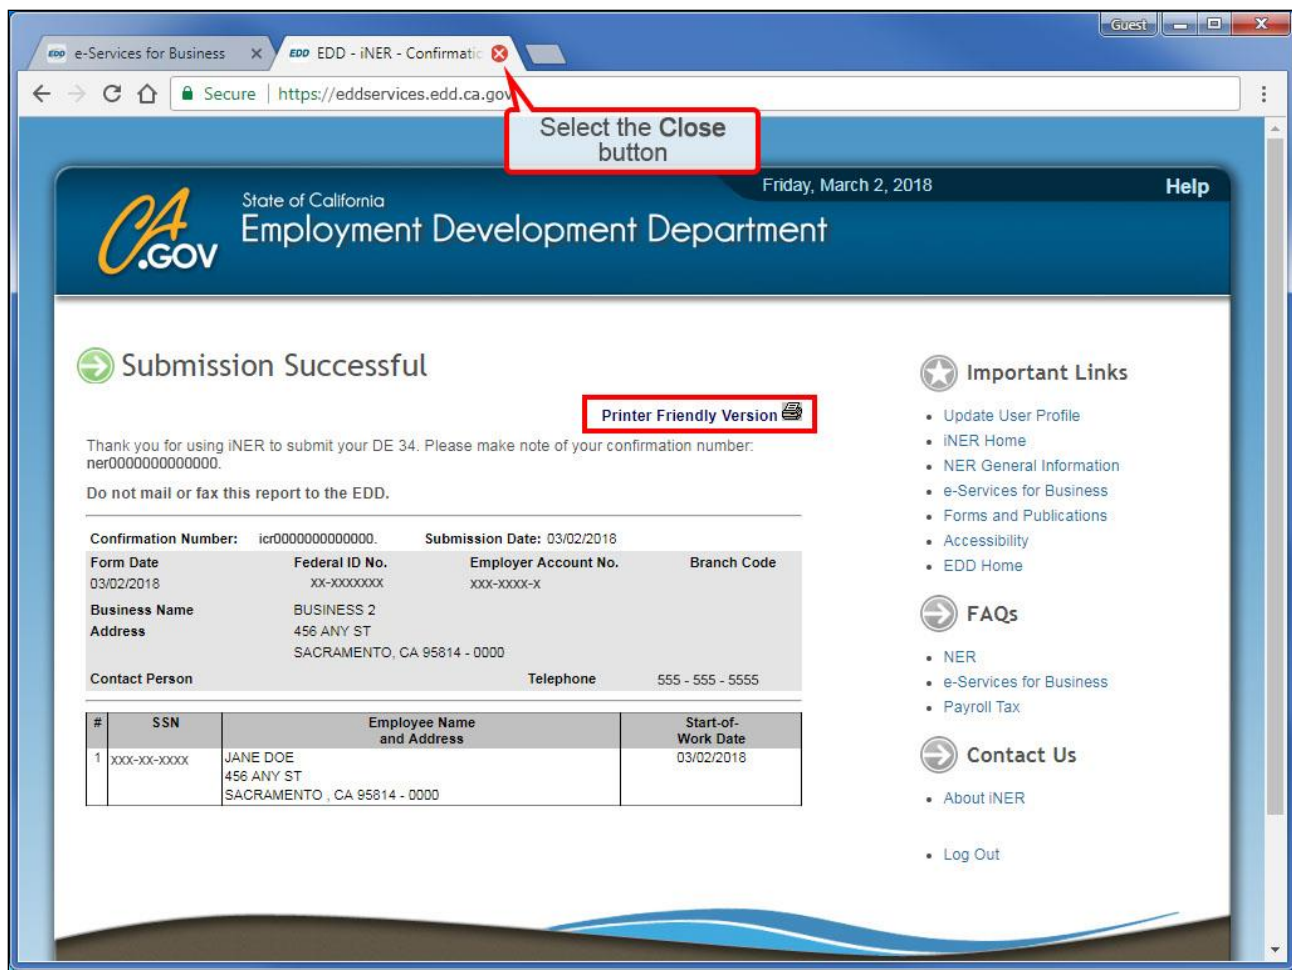 Guest
e-Services for Business
EDD EDD - iNER - Confirmatic
Secure | https://eddservices.edd.ca.gov
Select the Close
button
Friday, March 2, 2018
Help
CA
.GOV
State of California
Employment Development Department
Submission Successful
Printer Friendly Version
Thank you for using iNER to submit your DE 34. Please make note of your confirmation number:
ner0000000000000.
Do not mail or fax this report to the EDD.
Confirmation Number: icr0000000000000. Submission Date: 03/02/2018
Form Date Federal ID No. Employer Account No. Branch Code
03/02/2018 XX-XXXXXXX XXX-XXXX-X
Business Name BUSINESS 2
Address 456 ANY ST
SACRAMENTO, CA 95814 - 0000
Contact Person Telephone 555 - 555 - 5555
# SSN Employee Name and Address Start-of-Work Date
1 XXX-XX-XXXX JANE DOE 03/02/2018
456 ANY ST
SACRAMENTO , CA 95814 - 0000
Important Links
Update User Profile
iNER Home
NER General Information
e-Services for Business
Forms and Publications
Accessibility
EDD Home
FAQs
NER
e-Services for Business
Payroll Tax
Contact Us
About iNER
Log Out